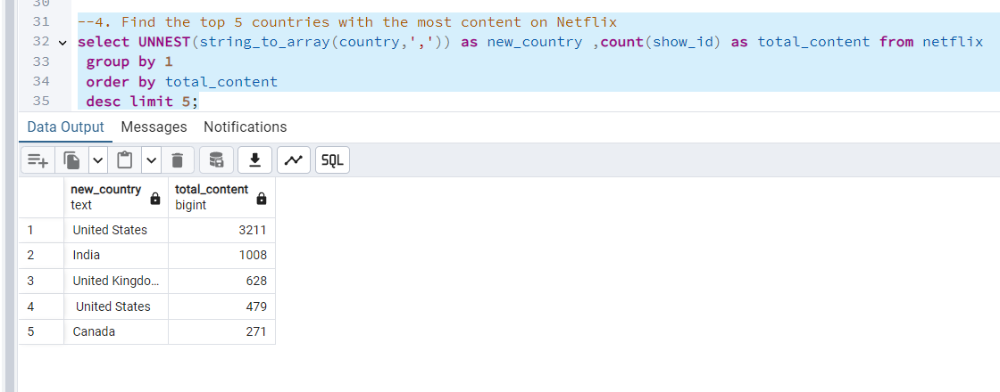 30
31 --4. Find the top 5 countries with the most content on Netflix
32 select UNNEST(string_to_array(country,',')) as new_country ,count(show_id) as total_content from netflix
33 group by 1
34 order by total_content
35 desc limit 5;
Data Output Messages Notifications
SQL
new_country total_content
text bigint
1 United States 3211
2 India 1008
3 United Kingdo... 628
4 United States 479
5 Canada 271